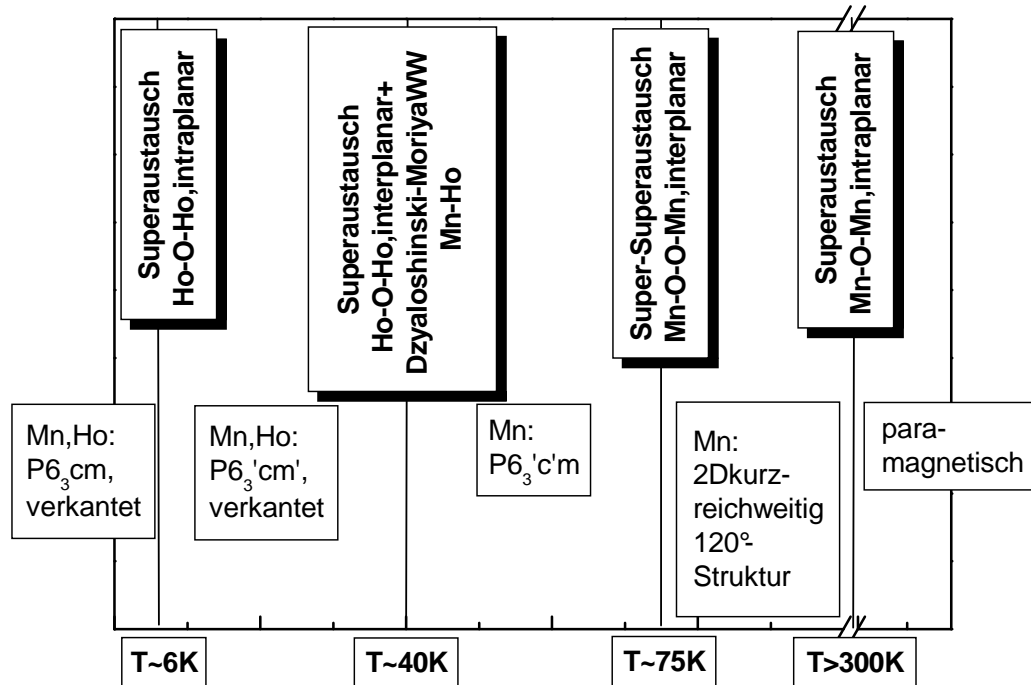 Superaustausch
Ho-O-Ho,intraplanar
Superaustausch
Ho-O-Ho,interplanar+
Dzyaloshinski-MoriyaWW
Mn-Ho
Super-Superaustausch
Mn-O-O-Mn,interplanar
Superaustausch
Mn-O-Mn,intraplanar
Mn,Ho:
P6₃cm,
verkantet
Mn,Ho:
P6₃'cm',
verkantet
Mn:
P6₃'c'm
Mn:
2Dkurz-
reichweitig
120°-
Struktur
para-
magnetisch
T~6K
T~40K
T~75K
T>300K